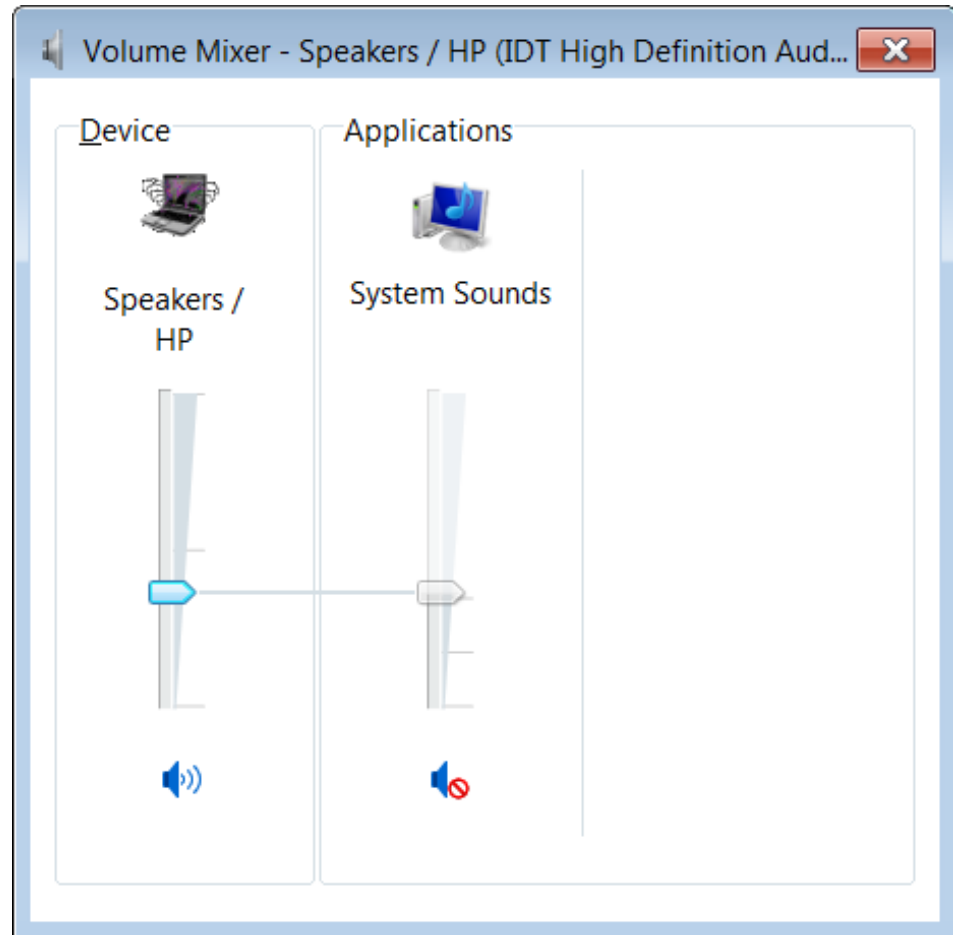 Volume Mixer - Speakers / HP (IDT High Definition Aud...
Device
Applications
Speakers /
HP
System Sounds